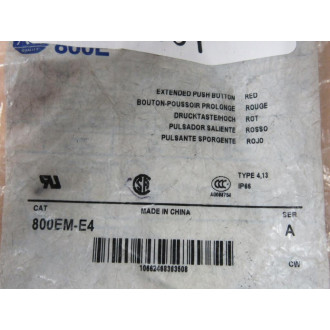 800E
EXTENDED PUSH BUTTON RED
BOUTON-POUSSOIR PROLONGE ROUGE
DRUCKTASTE/HOCH ROT
PULSADOR SALIENTE ROSSO
PULSANTE SPORGENTE ROJO
TYPE 4,13
IP66
CAT
MADE IN CHINA
SER
800EM-E4
A
CW